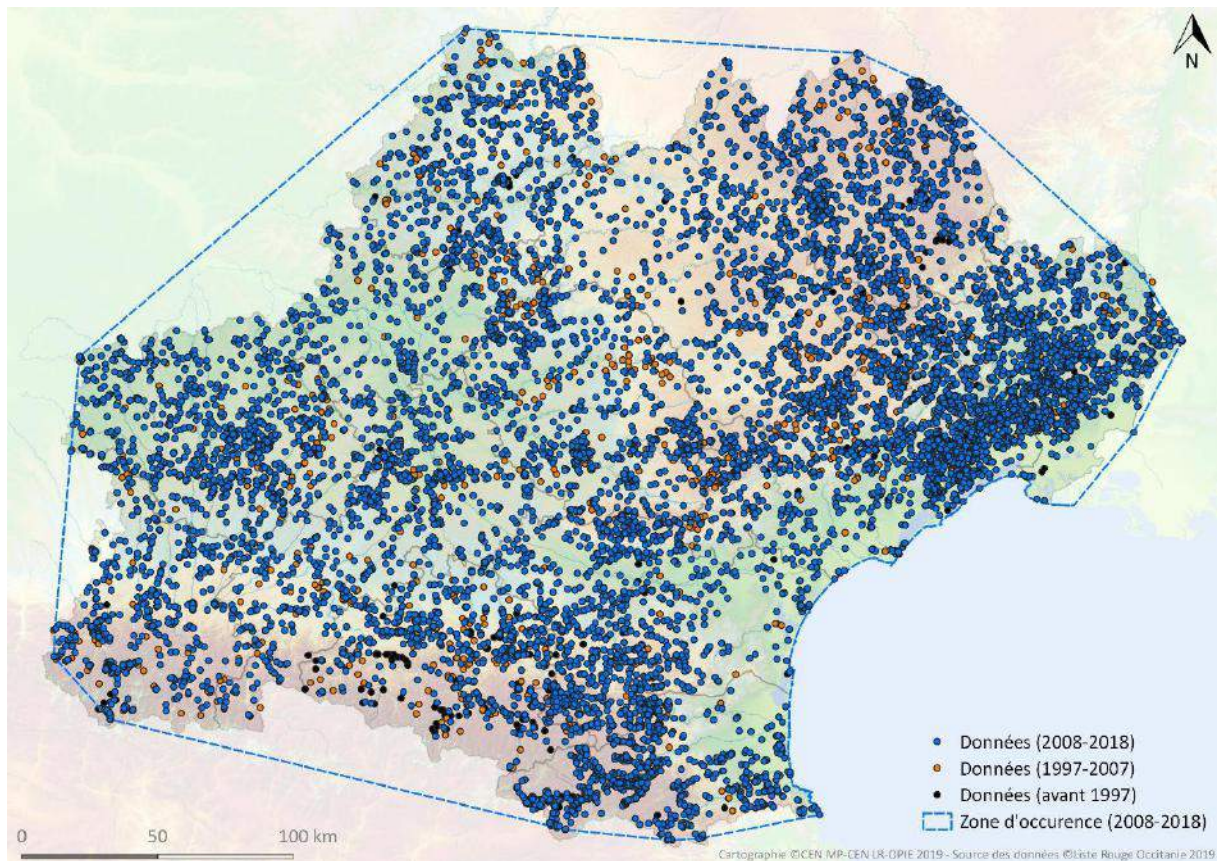 N
Données (2008-2018)
Données (1997-2007)
Données (avant 1997)
Zone d'occurence (2008-2018)
0 50 100 km
Cartographie ©CEN MP-CEN LR-OPIE 2019 - Source des données ©Liste Rouge Occitanie 2019